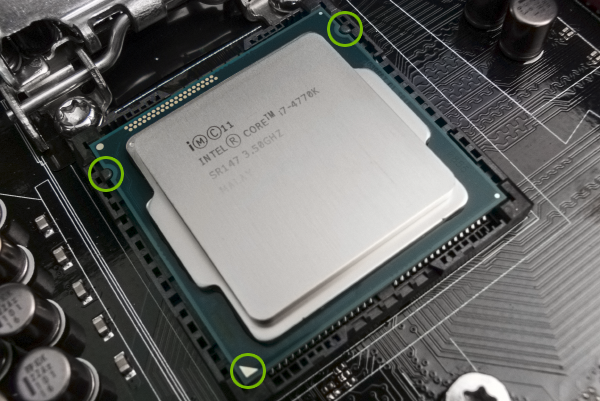 i Ⓜ Ⓒ 11
INTEL® CORE™ i7-4770K
SR147 3.50GHZ